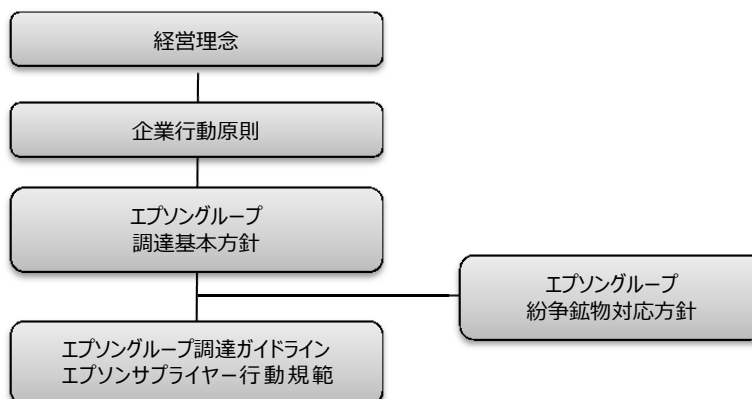 経営理念
企業行動原則
エプソングループ
調達基本方針
エプソングループ
紛争鉱物対応方針
エプソングループ調達ガイドライン
エプソンサプライヤー行動規範